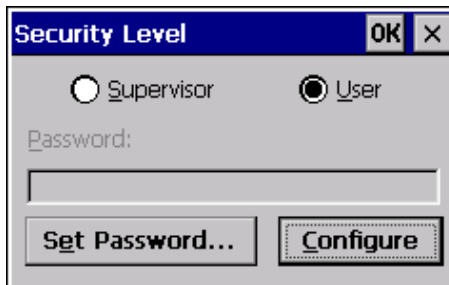 Security Level OK ×
Supervisor User
Password:
Set Password... Configure